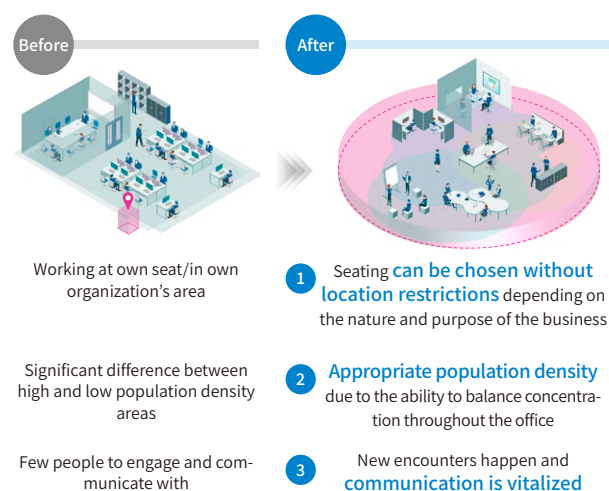 Before
After
Working at own seat/in own
organization's area
1
Seating can be chosen without
location restrictions depending on
the nature and purpose of the business
Significant difference between
high and low population density
areas
2
Appropriate population density
due to the ability to balance concentra-
tion throughout the office
Few people to engage and com-
municate with
3
New encounters happen and
communication is vitalized